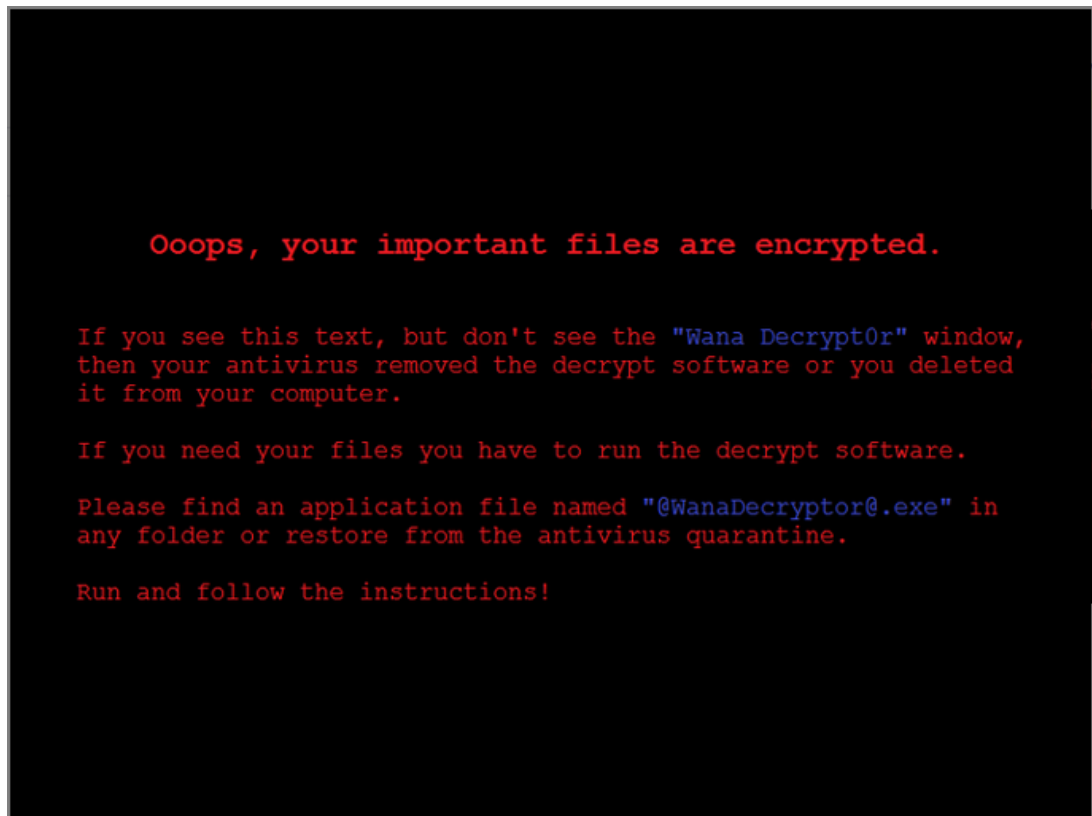 Ooops, your important files are encrypted.
If you see this text, but don't see the "Wana Decrypt0r" window,
then your antivirus removed the decrypt software or you deleted
it from your computer.
If you need your files you have to run the decrypt software.
Please find an application file named "@WanaDecryptor@.exe" in
any folder or restore from the antivirus quarantine.
Run and follow the instructions!